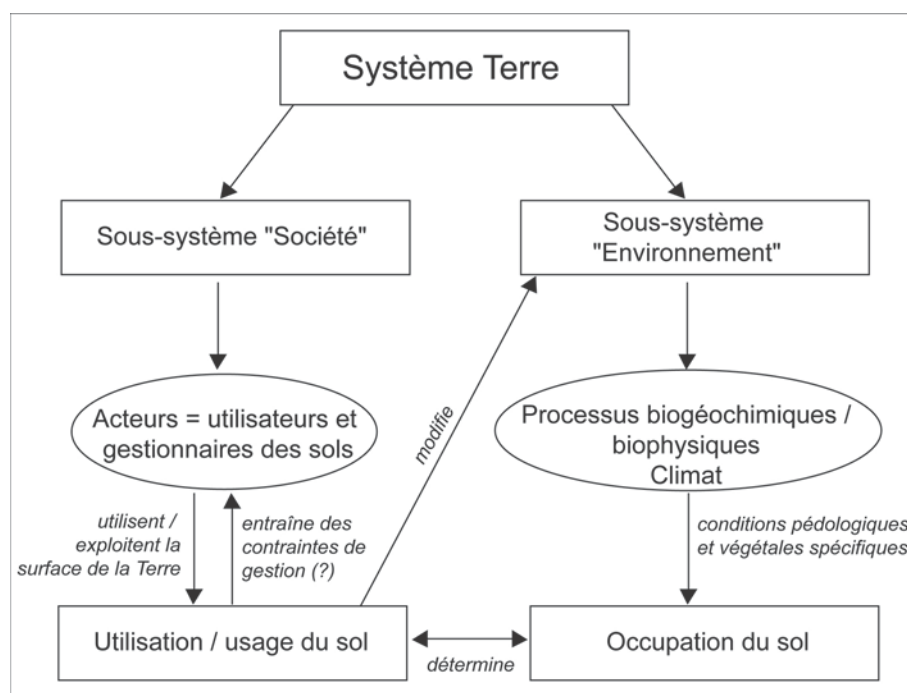 Système Terre
Sous-système "Société"
Sous-système
"Environnement"
Acteurs = utilisateurs et
gestionnaires des sols
modifie
Processus biogéochimiques /
biophysiques
Climat
utilisent /
exploitent la
surface de la Terre
entraîne des
contraintes de
gestion (?)
conditions pédologiques
et végétales spécifiques
Utilisation / usage du sol
détermine
Occupation du sol